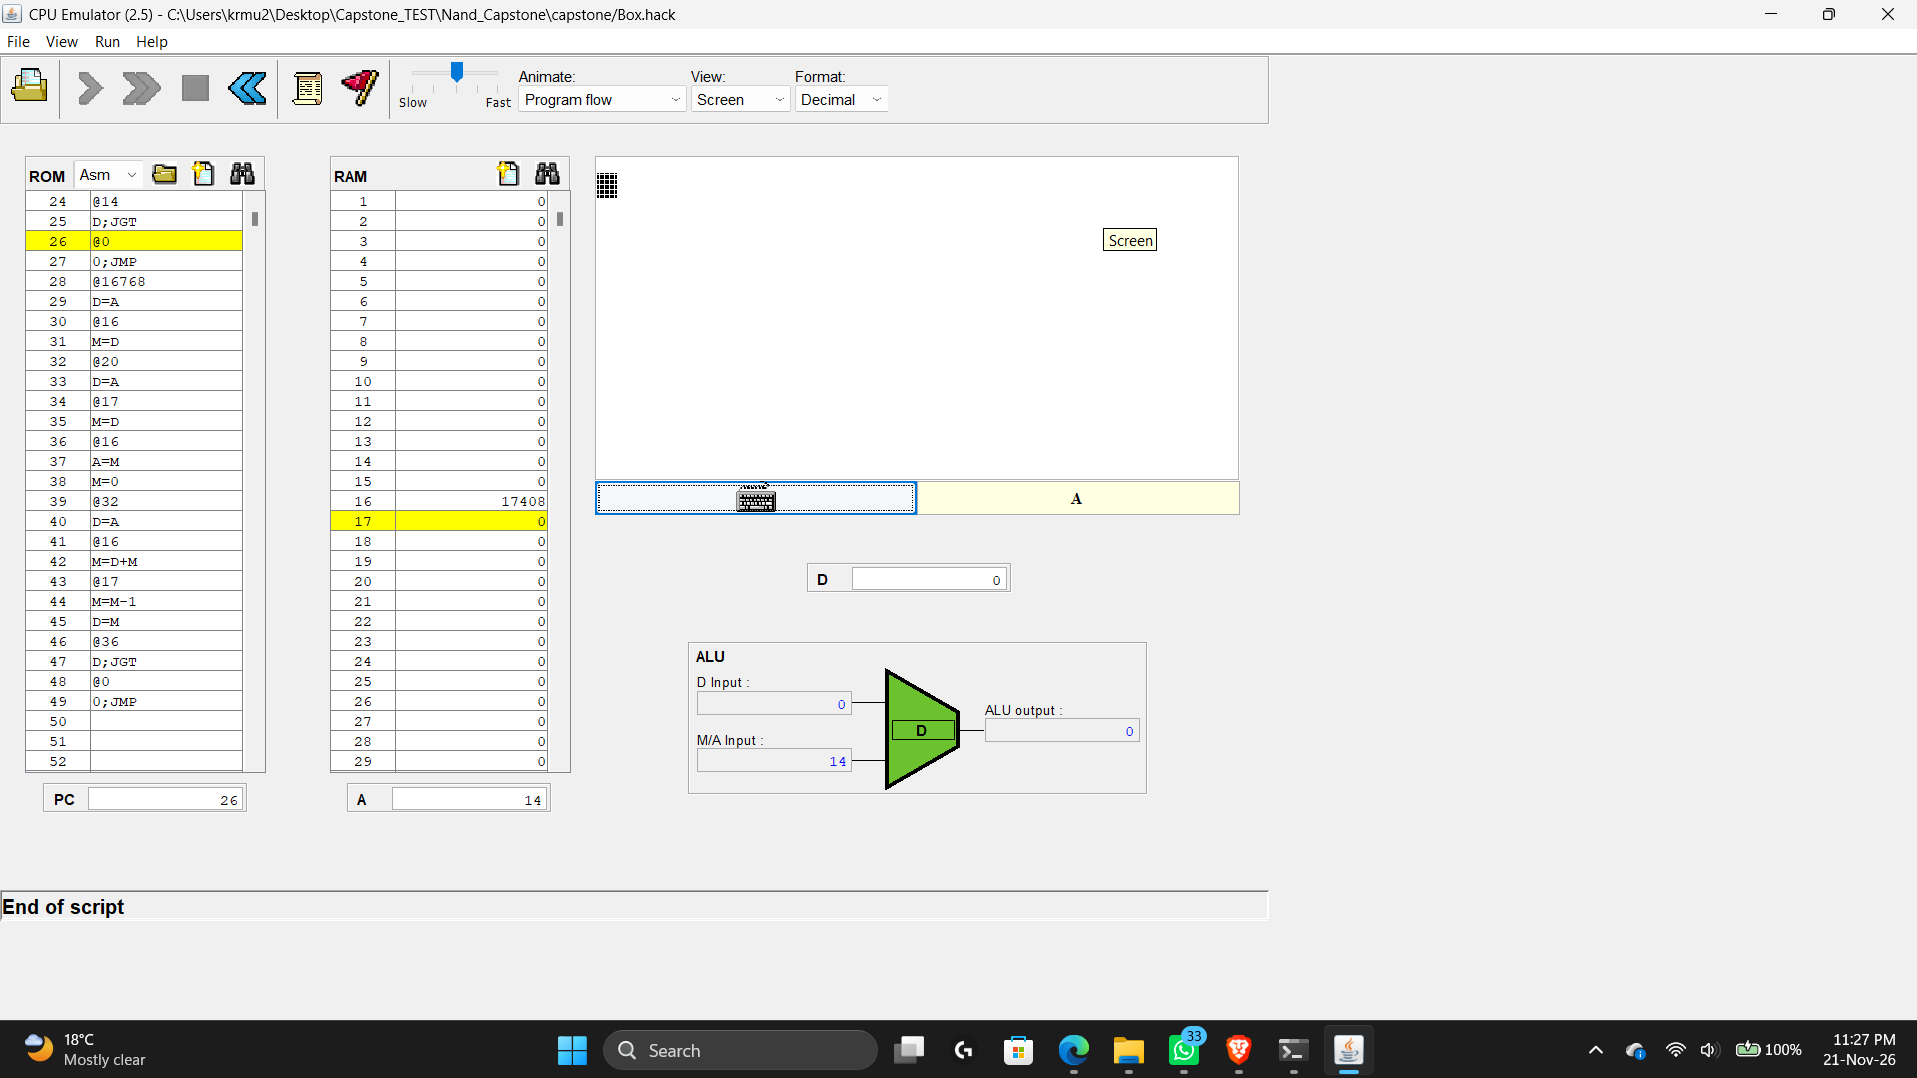 CPU Emulator (2.5) - C:\Users\krmu2\Desktop\Capstone_TEST\Nand_Capstone\capstone/Box.hack
File View Run Help
Slow Fast
Animate:
Program flow
View:
Screen
Format:
Decimal
ROM Asm
24 @14
25 D;JGT
26 @0
27 0;JMP
28 @16768
29 D=A
30 @16
31 M=D
32 @20
33 D=A
34 @17
35 M=D
36 @16
37 A=M
38 M=0
39 @32
40 D=A
41 @16
42 M=D+M
43 @17
44 M=M-1
45 D=M
46 @36
47 D;JGT
48 @0
49 0;JMP
50
51
52
PC 26
RAM
1 0
2 0
3 0
4 0
5 0
6 0
7 0
8 0
9 0
10 0
11 0
12 0
13 0
14 0
15 0
16 17408
17 0
18 0
19 0
20 0
21 0
22 0
23 0
24 0
25 0
26 0
27 0
28 0
29 0
A 14
Screen
A
D 0
ALU
D Input :
0
M/A Input :
14
D
ALU output :
0
End of script
18°C
Mostly clear
Search
33
100%
11:27 PM
21-Nov-26